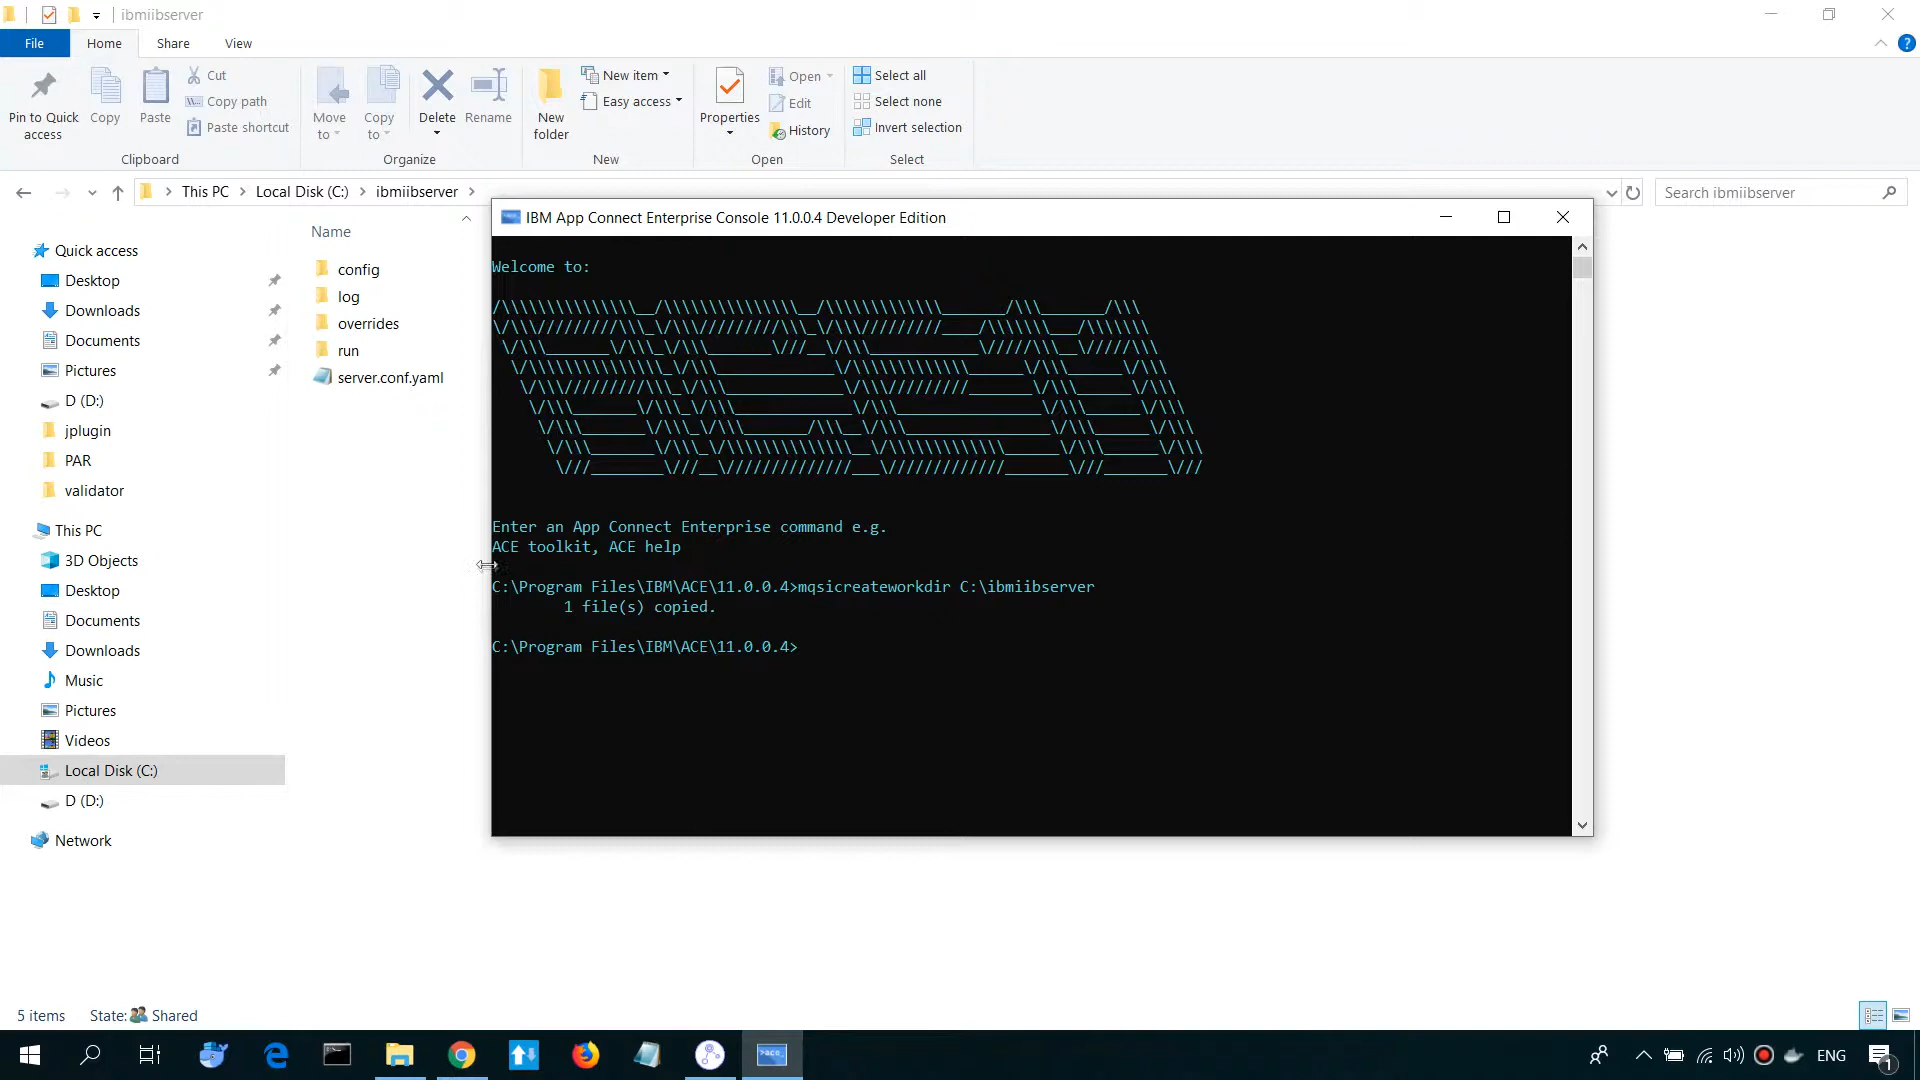 ibmiibserver
File Home Share View
Pin to Quick access
Copy
Paste
Cut
Copy path
Paste shortcut
Clipboard
Move to
Copy to
Delete
Rename
Organize
New folder
New item
Easy access
New
Properties
Open
Edit
History
Open
Select all
Select none
Invert selection
Select
This PC Local Disk (C:) ibmiibserver
Search ibmiibserver
Quick access
Desktop
Downloads
Documents
Pictures
D (D:)
jplugin
PAR
validator
This PC
3D Objects
Desktop
Documents
Downloads
Music
Pictures
Videos
Local Disk (C:)
D (D:)
Network
Name
config
log
overrides
run
server.conf.yaml
IBM App Connect Enterprise Console 11.0.0.4 Developer Edition
Welcome to:
Enter an App Connect Enterprise command e.g.
ACE toolkit, ACE help
C:\Program Files\IBM\ACE\11.0.0.4>mqsicreateworkdir C:\ibmiibserver
1 file(s) copied.
C:\Program Files\IBM\ACE\11.0.0.4>
5 items State: Shared
>ace_
ENG
1